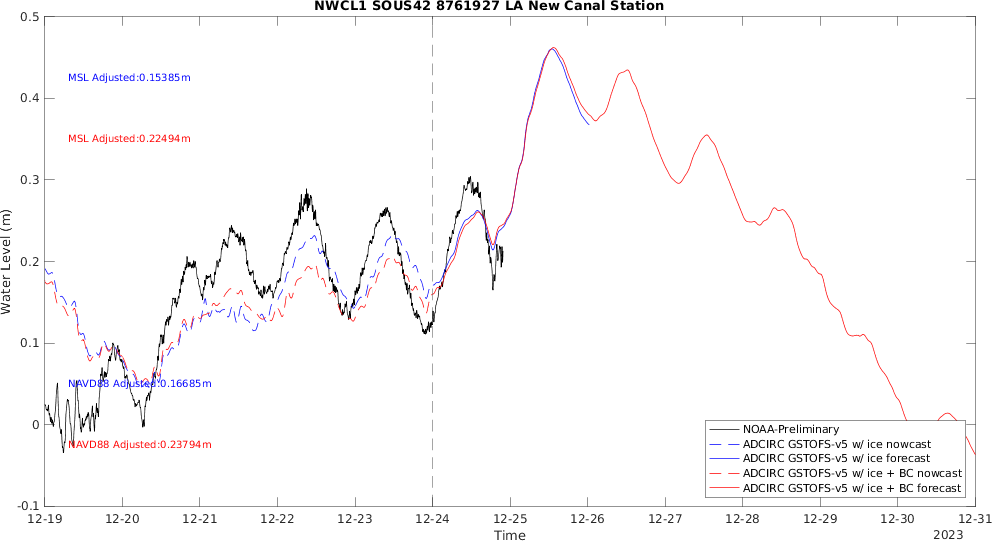 NWCL1 SOUS42 8761927 LA New Canal Station
0.5
0.4
0.3
0.2
0.1
0
-0.1
Water Level (m)
MSL Adjusted:0.15385m
MSL Adjusted:0.22494m
NAVD88 Adjusted:0.16685m
NAVD88 Adjusted:0.23794m
NOAA-Preliminary
ADCIRC GSTOFS-v5 w/ ice nowcast
ADCIRC GSTOFS-v5 w/ ice forecast
ADCIRC GSTOFS-v5 w/ ice + BC nowcast
ADCIRC GSTOFS-v5 w/ ice + BC forecast
12-19 12-20 12-21 12-22 12-23 12-24 12-25 12-26 12-27 12-28 12-29 12-30 12-31
Time
2023